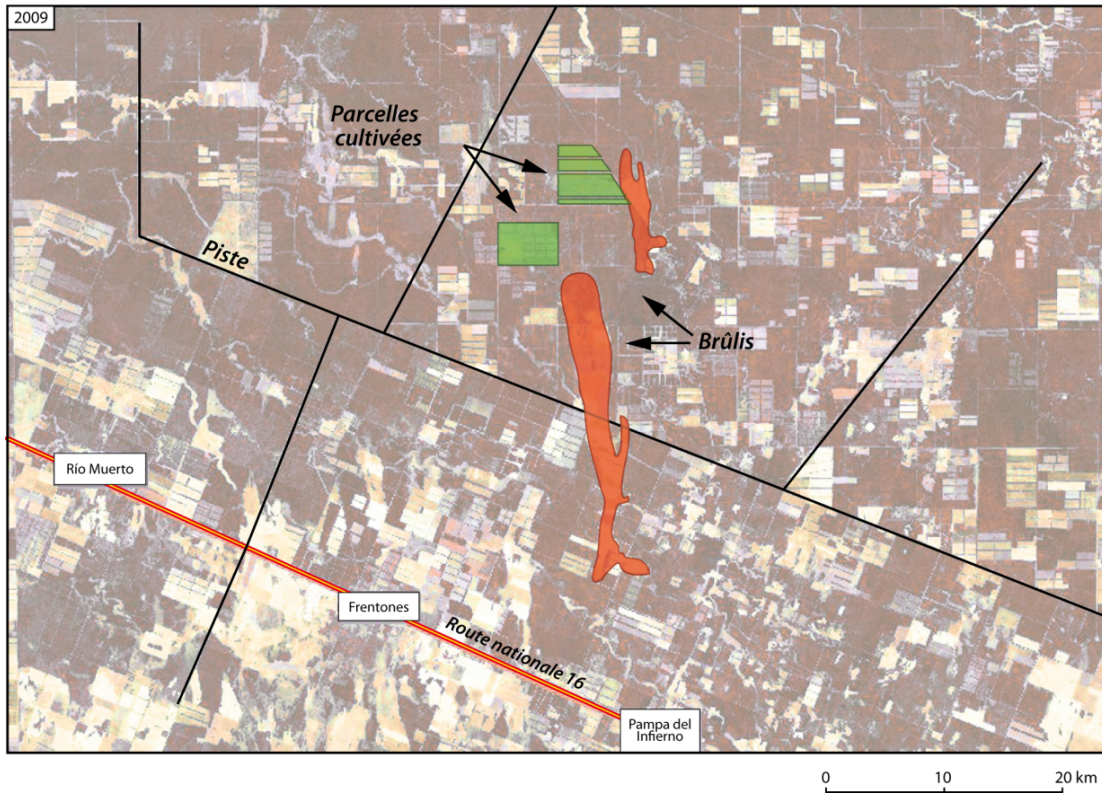 2009
Parcelles
cultivées
Piste
Brûlis
Río Muerto
Frentones
Route nationale 16
Pampa del
Infierno
0 10 20 km